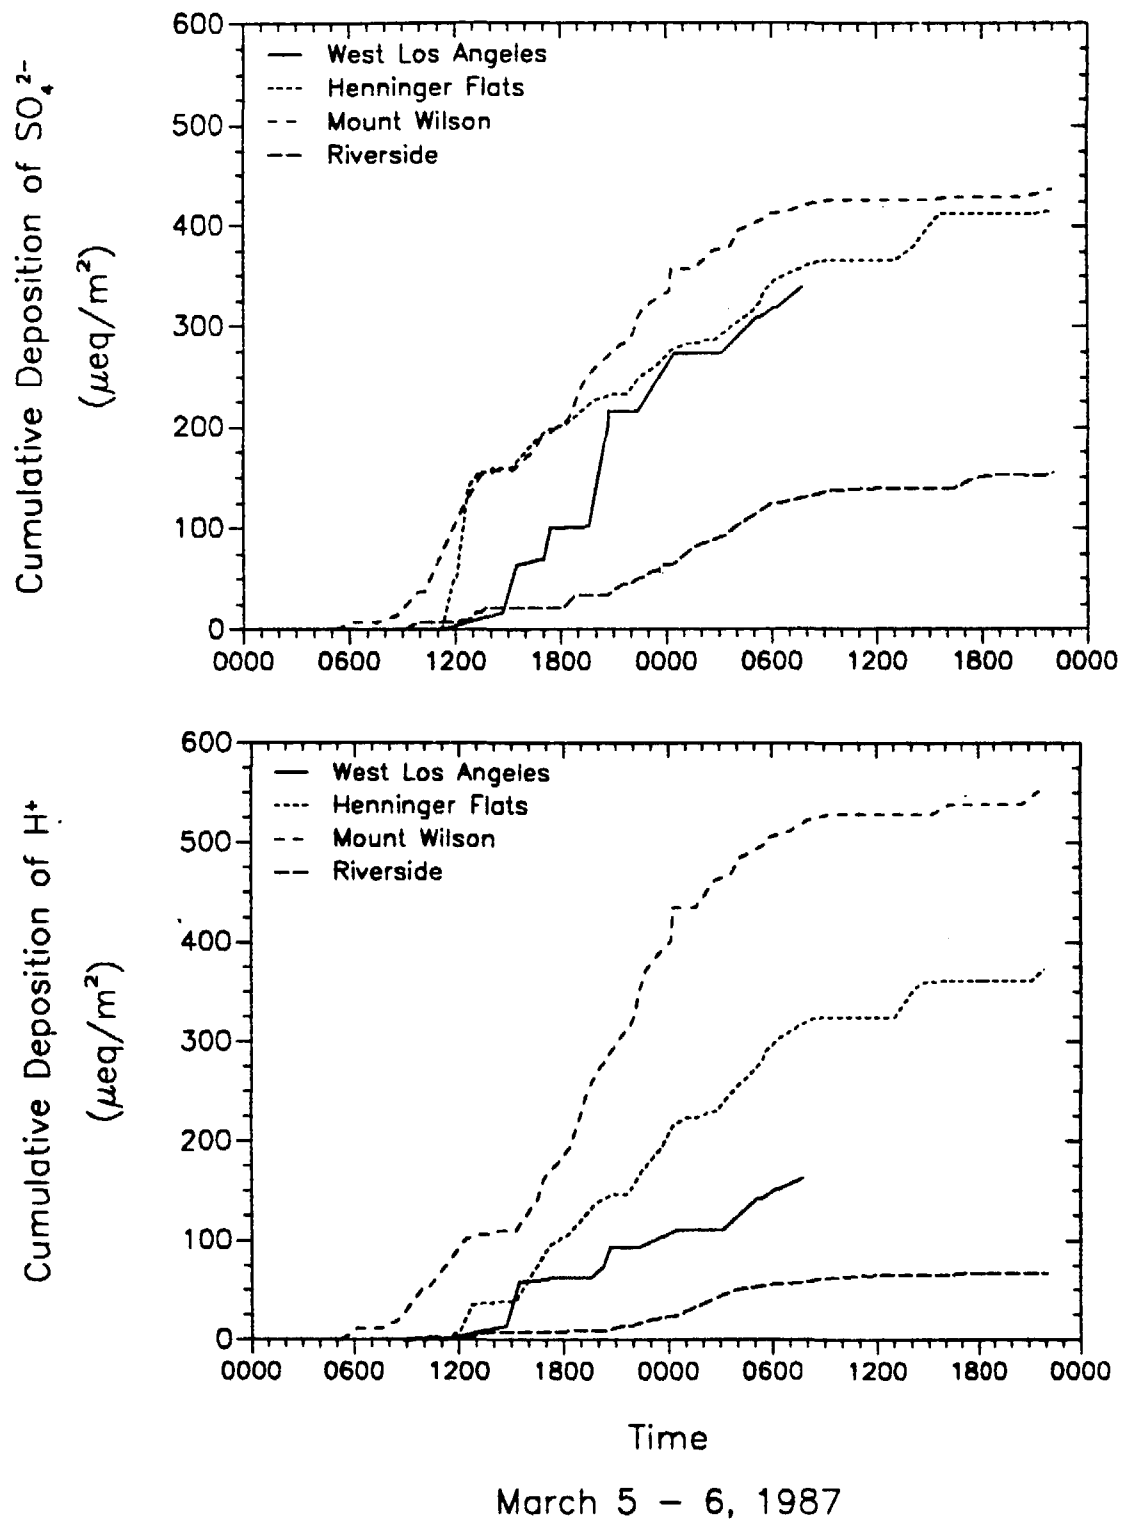 Cumulative Deposition of SO₄²⁻
(μeq/m²)
600
500
400
300
200
100
0
West Los Angeles
Henninger Flats
Mount Wilson
Riverside
0000 0600 1200 1800 0000 0600 1200 1800 0000
Cumulative Deposition of H⁺
(μeq/m²)
600
500
400
300
200
100
0
West Los Angeles
Henninger Flats
Mount Wilson
Riverside
0000 0600 1200 1800 0000 0600 1200 1800 0000
Time
March 5 – 6, 1987